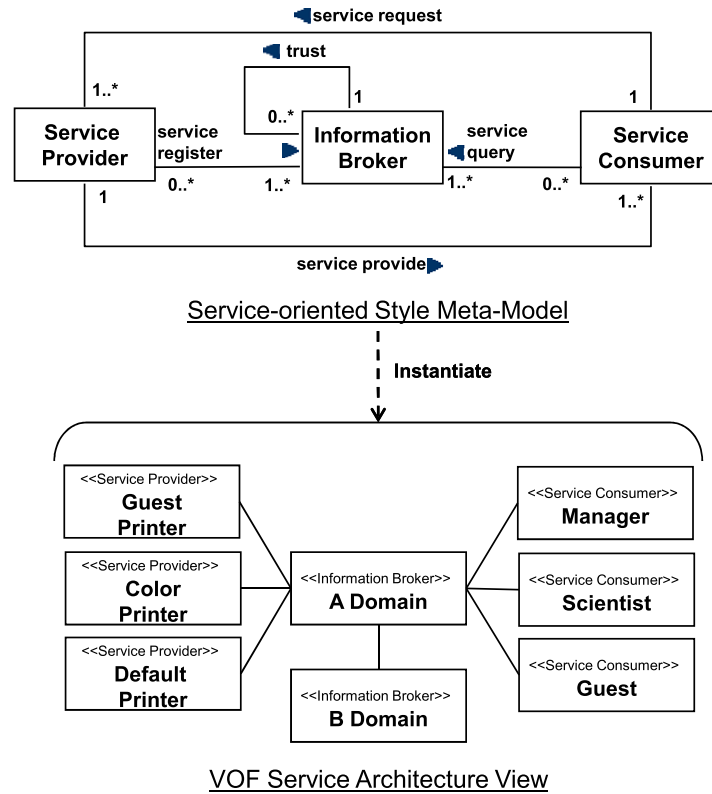 service request
trust
1..*
0..*
1
1
Service
Provider
service
register
Information
Broker
service
query
Service
Consumer
1
0..*
1..*
1..*
0..*
1..*
service provide
Service-oriented Style Meta-Model
Instantiate
<<Service Provider>>
Guest
Printer
<<Service Provider>>
Color
Printer
<<Service Provider>>
Default
Printer
<<Information Broker>>
A Domain
<<Information Broker>>
B Domain
<<Service Consumer>>
Manager
<<Service Consumer>>
Scientist
<<Service Consumer>>
Guest
VOF Service Architecture View